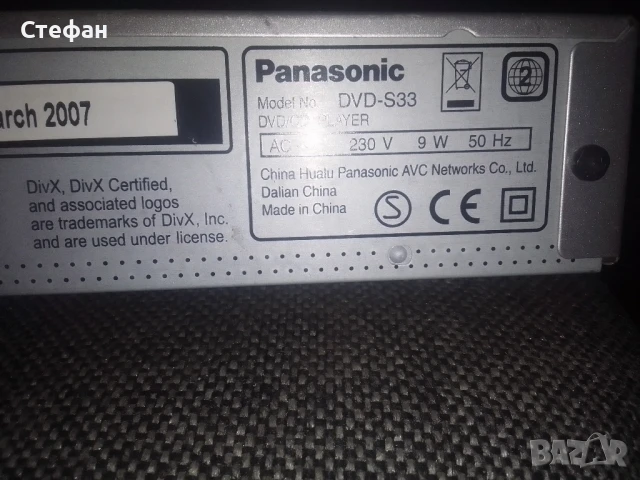 Стефан
arch 2007
DivX, DivX Certified,
and associated logos
are trademarks of DivX, Inc.
and are used under license.
Panasonic
2
Model No. DVD-S33
DVD/CD PLAYER
AC 230 V 9 W 50 Hz
China Hualu Panasonic AVC Networks Co., Ltd.
Dalian China
Made in China
S CE
BAZAR